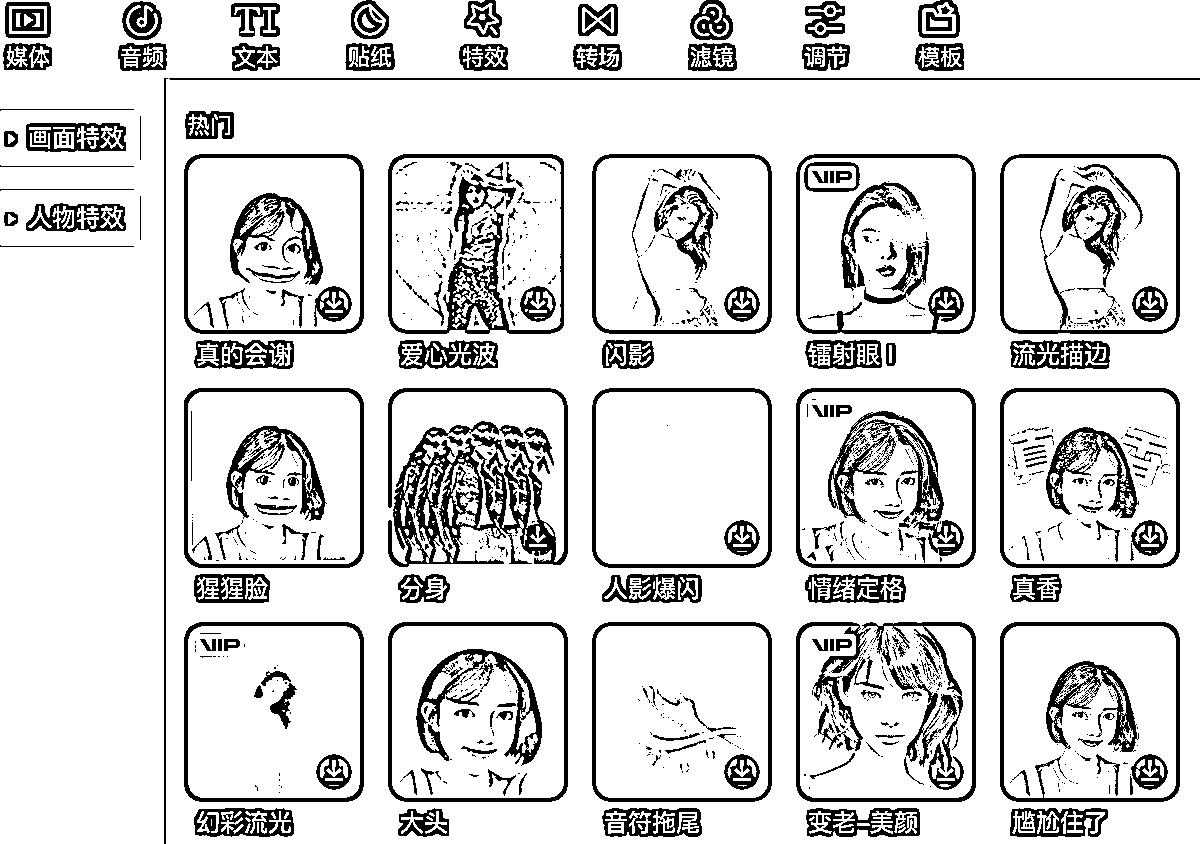 媒体 音频 文本 贴纸 特效 转场 滤镜 调节 模板
画面特效
人物特效
热门
VIP
真的会谢 爱心光波 闪影 镭射眼 I 流光描边
VIP
猩猩脸 分身 人影爆闪 情绪定格 真香
VIP VIP
幻彩流光 大头 音符拖尾 变老-美颜 尴尬住了